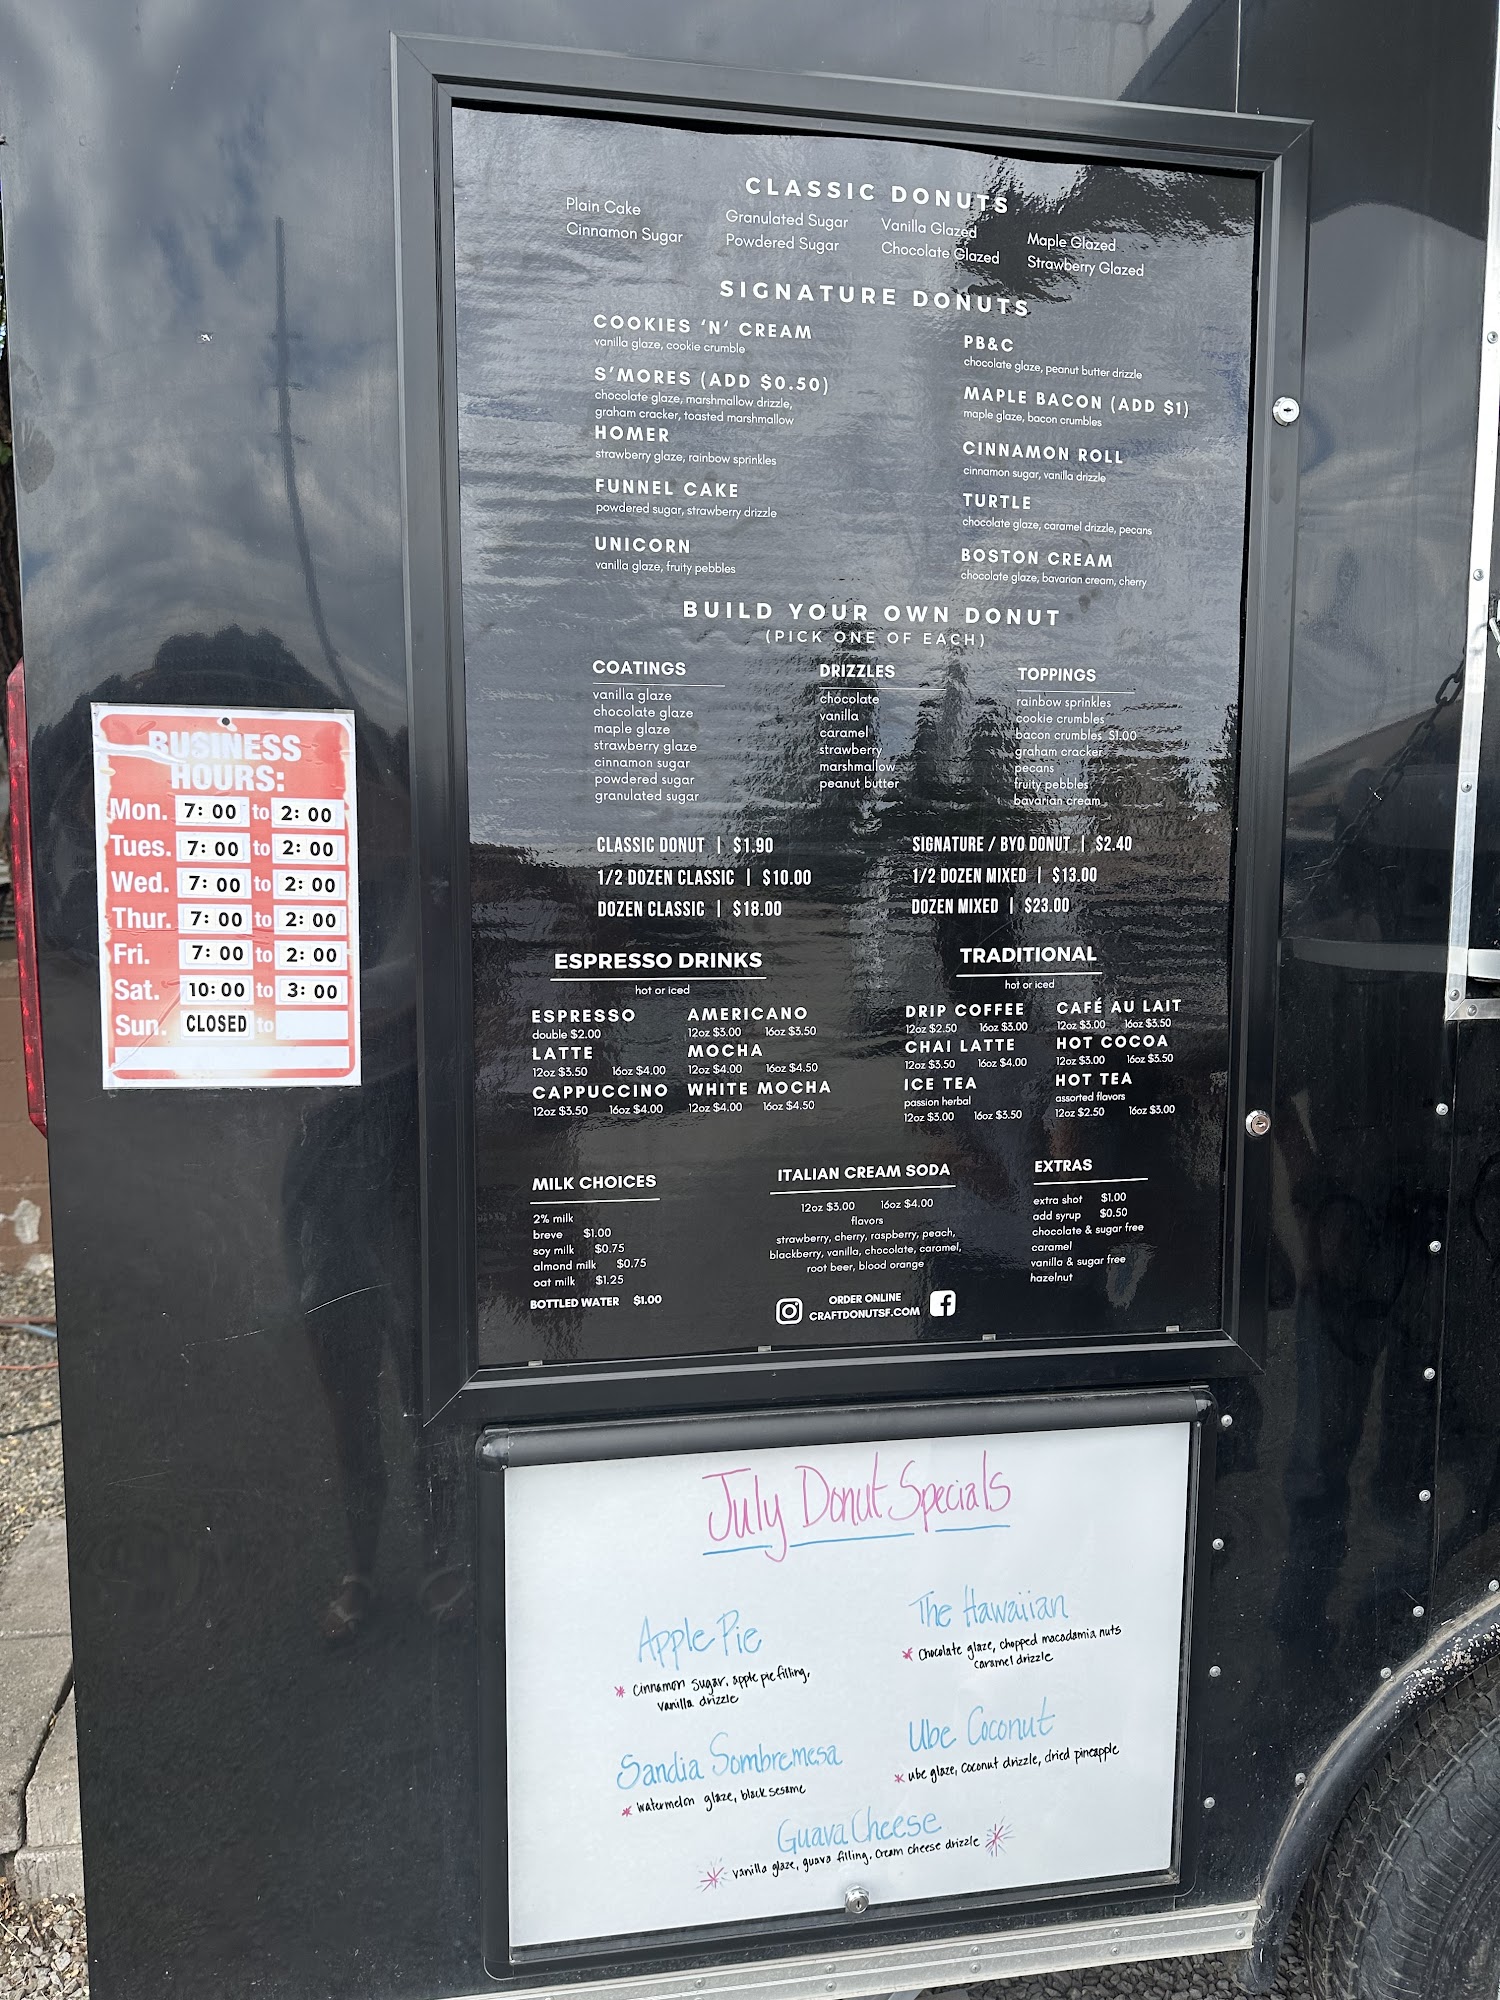 CLASSIC DONUTS
Plain Cake
Cinnamon Sugar
Granulated Sugar
Powdered Sugar
Vanilla Glazed
Chocolate Glazed
Maple Glazed
Strawberry Glazed
SIGNATURE DONUTS
COOKIES 'N' CREAM
vanilla glaze, cookie crumble
S'MORES (ADD $0.50)
chocolate glaze, marshmallow drizzle,
graham cracker, toasted marshmallow
HOMER
strawberry glaze, rainbow sprinkles
FUNNEL CAKE
powdered sugar, strawberry drizzle
UNICORN
vanilla glaze, fruity pebbles
PB&C
chocolate glaze, peanut butter drizzle
MAPLE BACON (ADD $1)
maple glaze, bacon crumbles
CINNAMON ROLL
cinnamon sugar, vanilla drizzle
TURTLE
chocolate glaze, caramel drizzle, pecans
BOSTON CREAM
chocolate glaze, bavarian cream, cherry
BUILD YOUR OWN DONUT
(PICK ONE OF EACH)
COATINGS
vanilla glaze
chocolate glaze
maple glaze
strawberry glaze
cinnamon sugar
powdered sugar
granulated sugar
DRIZZLES
chocolate
vanilla
caramel
strawberry
marshmallow
peanut butter
TOPPINGS
rainbow sprinkles
cookie crumbles
bacon crumbles $1.00
graham cracker
pecans
fruity pebbles
bavarian cream
CLASSIC DONUT | $1.90
1/2 DOZEN CLASSIC | $10.00
DOZEN CLASSIC | $18.00
SIGNATURE / BYO DONUT | $2.40
1/2 DOZEN MIXED | $13.00
DOZEN MIXED | $23.00
ESPRESSO DRINKS
hot or iced
ESPRESSO
double $2.00
LATTE
12oz $3.50 16oz $4.00
CAPPUCCINO
12oz $3.50 16oz $4.00
AMERICANO
12oz $3.00 16oz $3.50
MOCHA
12oz $4.00 16oz $4.50
WHITE MOCHA
12oz $4.00 16oz $4.50
TRADITIONAL
hot or iced
DRIP COFFEE
12oz $2.50 16oz $3.00
CHAI LATTE
12oz $3.50 16oz $4.00
ICE TEA
passion herbal
12oz $3.00 16oz $3.50
CAFÉ AU LAIT
12oz $3.00 16oz $3.50
HOT COCOA
12oz $3.00 16oz $3.50
HOT TEA
assorted flavors
12oz $2.50 16oz $3.00
MILK CHOICES
2% milk
breve $1.00
soy milk $0.75
almond milk $0.75
oat milk $1.25
BOTTLED WATER $1.00
ITALIAN CREAM SODA
12oz $3.00 16oz $4.00
flavors
strawberry, cherry, raspberry, peach,
blackberry, vanilla, chocolate, caramel,
root beer, blood orange
EXTRAS
extra shot $1.00
add syrup $0.50
chocolate & sugar free
caramel
vanilla & sugar free
hazelnut
ORDER ONLINE
CRAFTDONUTSF.COM
BUSINESS
HOURS:
Mon. 7:00 to 2:00
Tues. 7:00 to 2:00
Wed. 7:00 to 2:00
Thur. 7:00 to 2:00
Fri. 7:00 to 2:00
Sat. 10:00 to 3:00
Sun. CLOSED to
July Donut Specials
Apple Pie
* cinnamon sugar, apple pie filling,
vanilla drizzle
The Hawaiian
* Chocolate glaze, chopped macadamia nuts
caramel drizzle
Sandia Sombremesa
* watermelon glaze, black sesame
Ube Coconut
* ube glaze, coconut drizzle, dried pineapple
Guava Cheese
vanilla glaze, guava filling, cream cheese drizzle